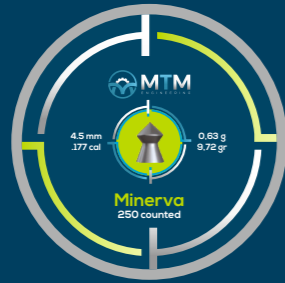 MTM
ENGINEERING
4.5 mm
.177 cal
0,63 g
9,72 gr
Minerva
250 counted